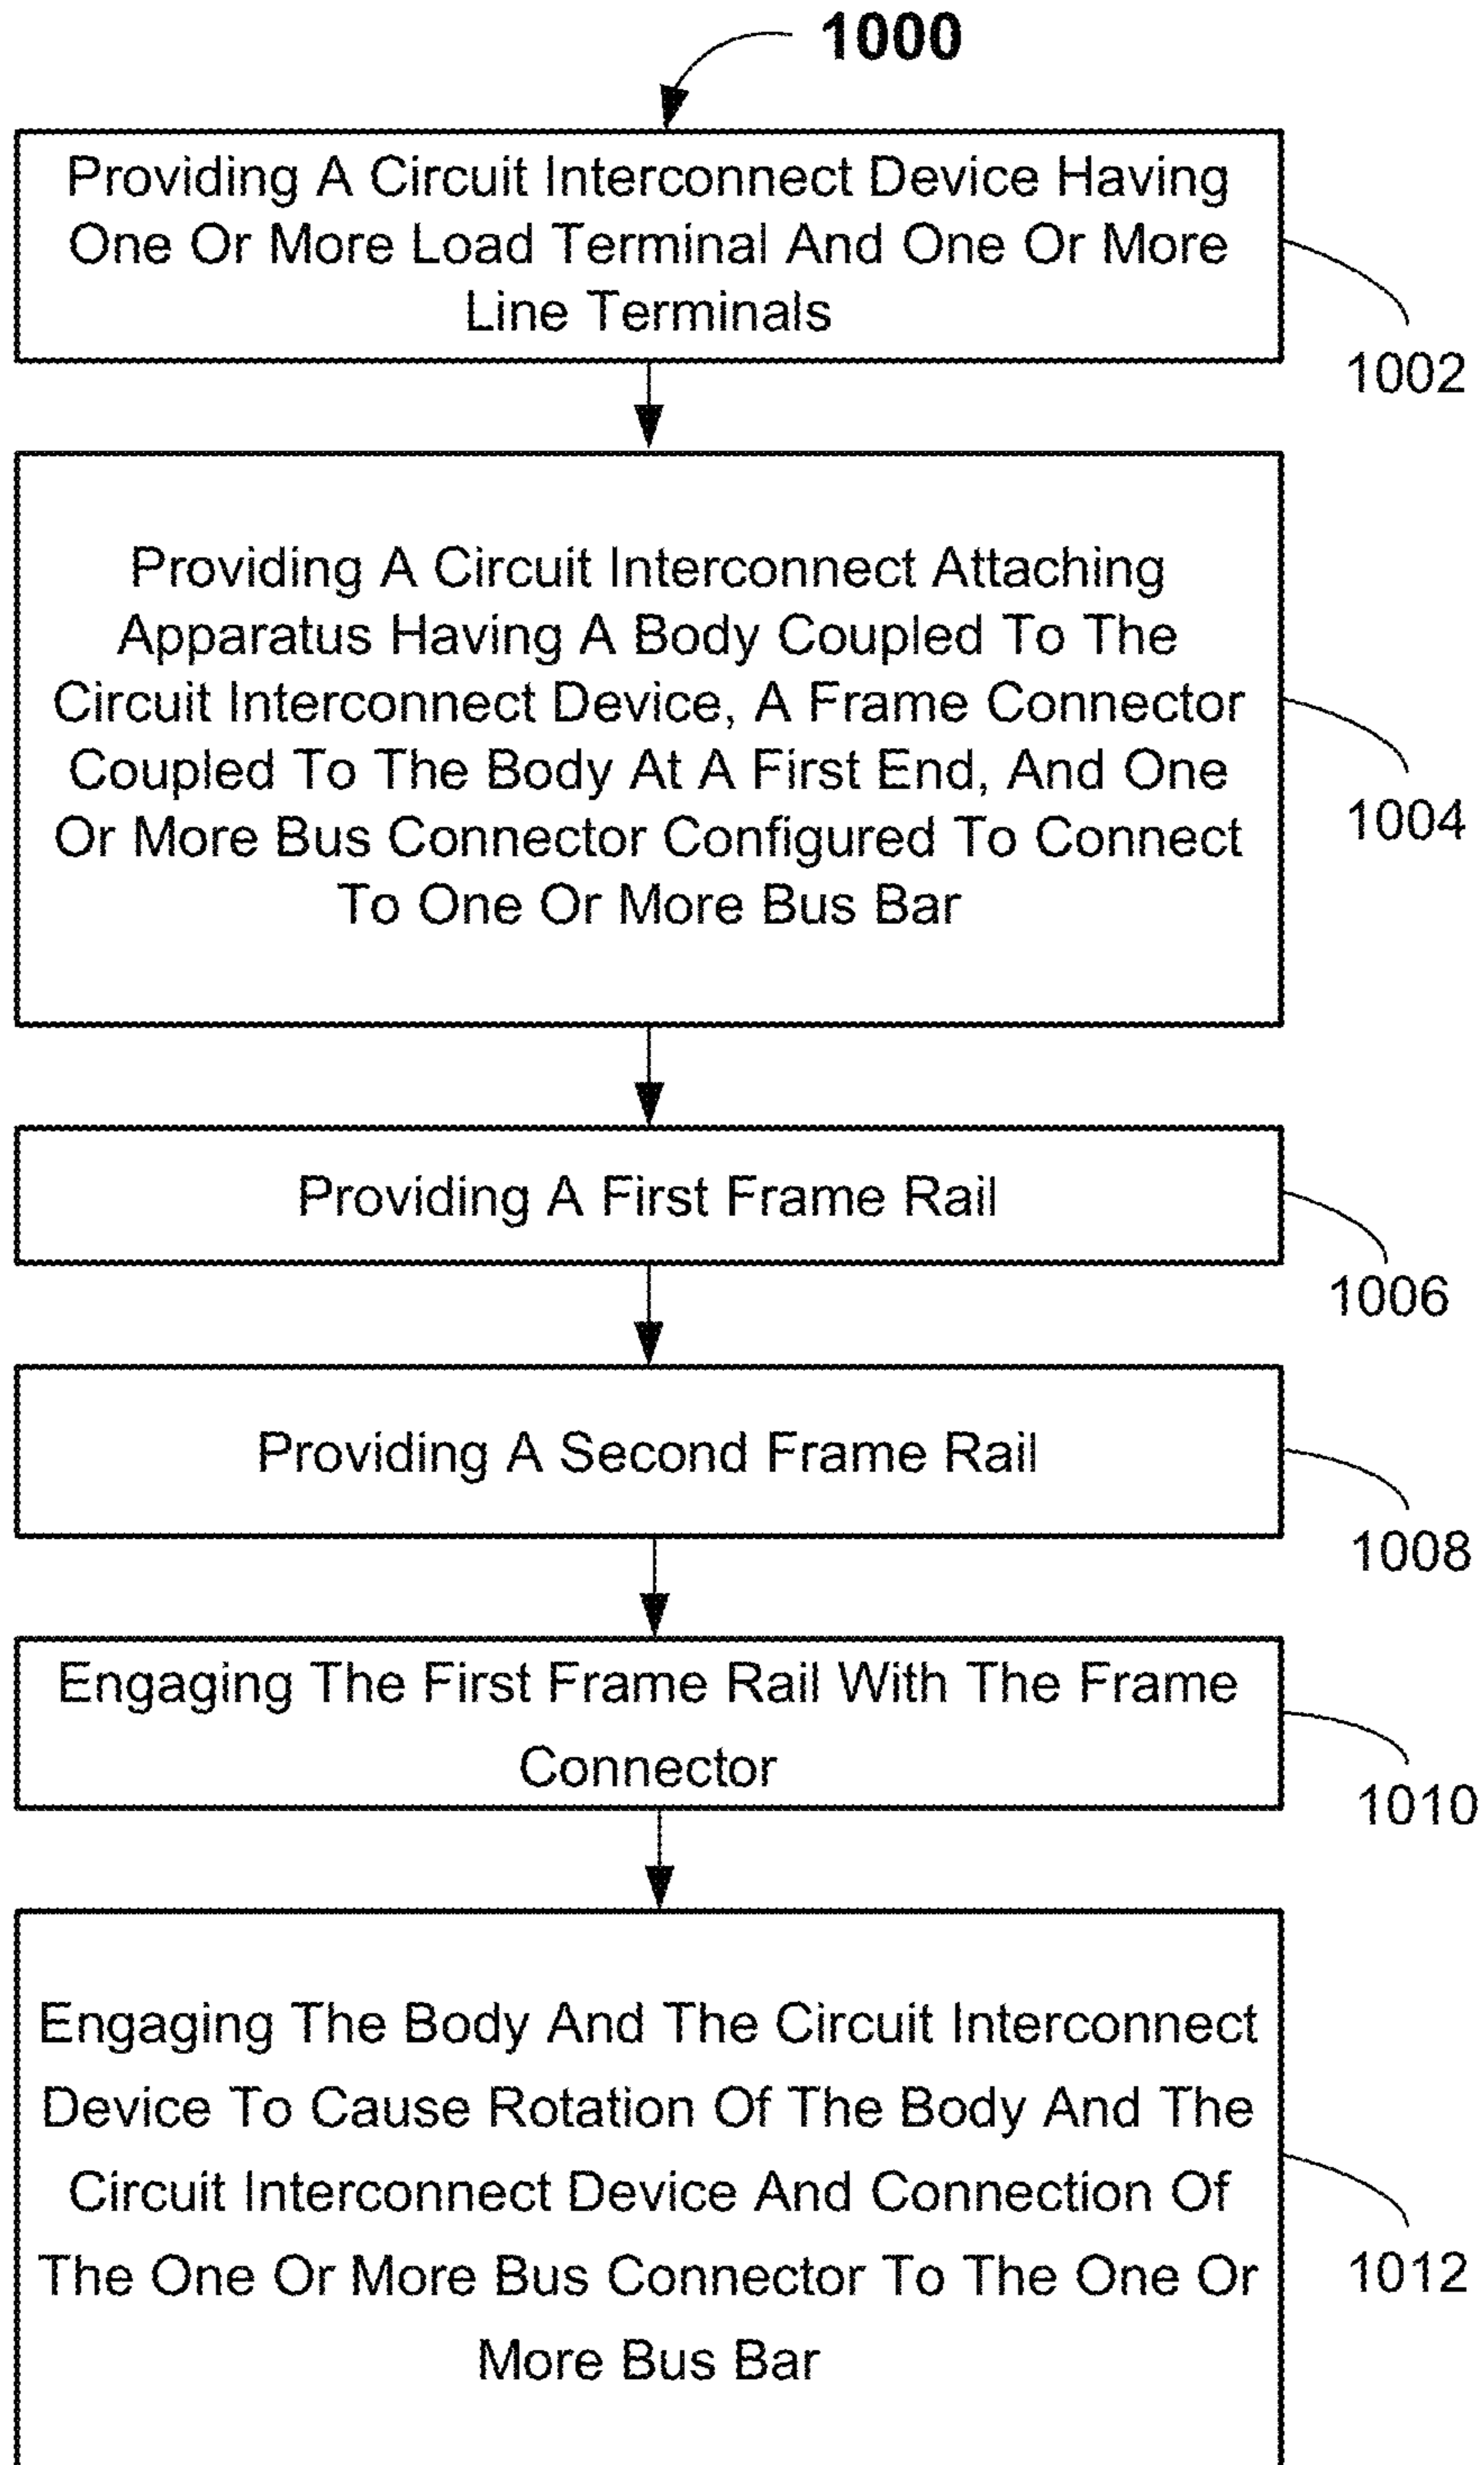 1000
Providing A Circuit Interconnect Device Having
One Or More Load Terminal And One Or More
Line Terminals
1002
Providing A Circuit Interconnect Attaching
Apparatus Having A Body Coupled To The
Circuit Interconnect Device, A Frame Connector
Coupled To The Body At A First End, And One
Or More Bus Connector Configured To Connect
To One Or More Bus Bar
1004
Providing A First Frame Rail
1006
Providing A Second Frame Rail
1008
Engaging The First Frame Rail With The Frame
Connector
1010
Engaging The Body And The Circuit Interconnect
Device To Cause Rotation Of The Body And The
Circuit Interconnect Device And Connection Of
The One Or More Bus Connector To The One Or
More Bus Bar
1012